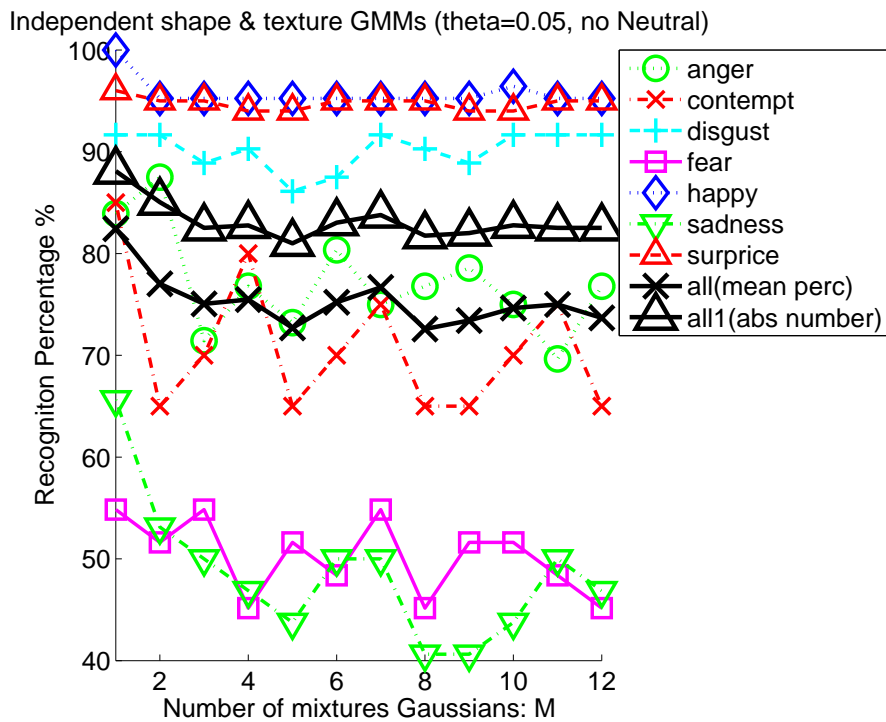 Independent shape & texture GMMs (theta=0.05, no Neutral)
100
90
80
70
60
50
40
Recogniton Percentage %
2
4
6
8
10
12
Number of mixtures Gaussians: M
anger
contempt
disgust
fear
happy
sadness
surprice
all(mean perc)
all1(abs number)